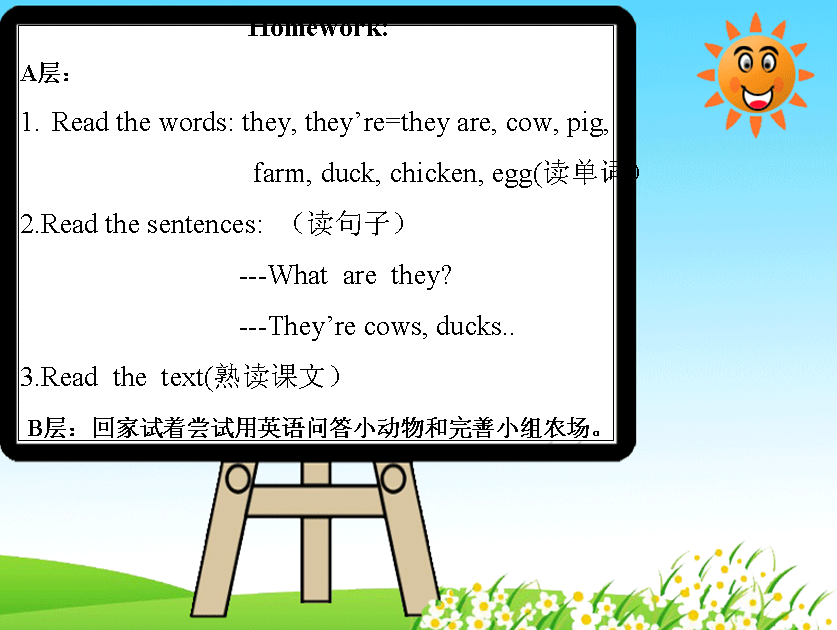 Homework:
A层：
1. Read the words: they, they’re=they are, cow, pig,
farm, duck, chicken, egg(读单词）
2.Read the sentences: （读句子）
---What are they?
---They’re cows, ducks..
3.Read the text(熟读课文）
B层：回家试着尝试用英语问答小动物和完善小组农场。